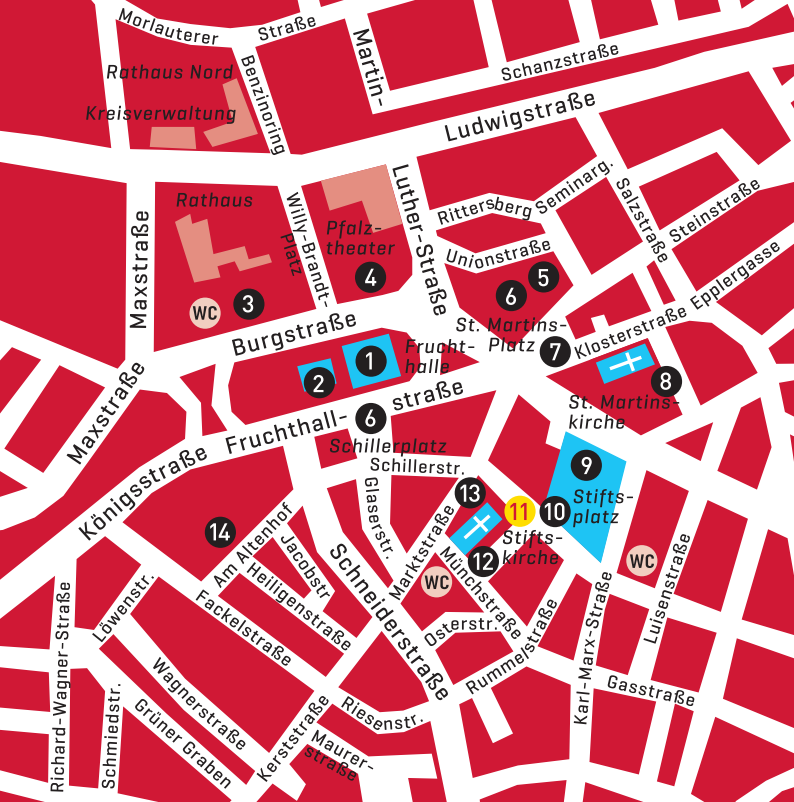 Morlauterer
Straße
Martin-
Schanzstraße
Rathaus Nord
Benzinoring
Kreisverwaltung
Ludwigstraße
Rathaus
Willy-Brandt-
Platz
Pfalz-
theater
Luther-Straße
Rittersberg
Seminarg.
Salzstraße
Steinstraße
Unionstraße
Epplergasse
Maxstraße
WC
3
4
5
6
Burgstraße
St. Martins-
Platz
7
Klosterstraße
Frucht-
halle
1
2
8
St. Martins-
kirche
Maxstraße
Fruchthall-
straße
6
Königsstraße
Schillerplatz
Schillerstr.
Glaserstr.
9
Stifts-
platz
10
11
13
Stifts-
kirche
12
14
Am Altenhof
Jacobstr
Heiligenstraße
Fackelstraße
Schneiderstraße
Marktstraße
Münchstraße
WC
WC
Luisenstraße
Osterstr.
Rummelstraße
Karl-Marx-Straße
Gasstraße
Löwenstr.
Richard-Wagner-Straße
Schmiedstr.
Wagnerstraße
Grüner Graben
Kerststraße
Riesenstr.
Maurer-
straße